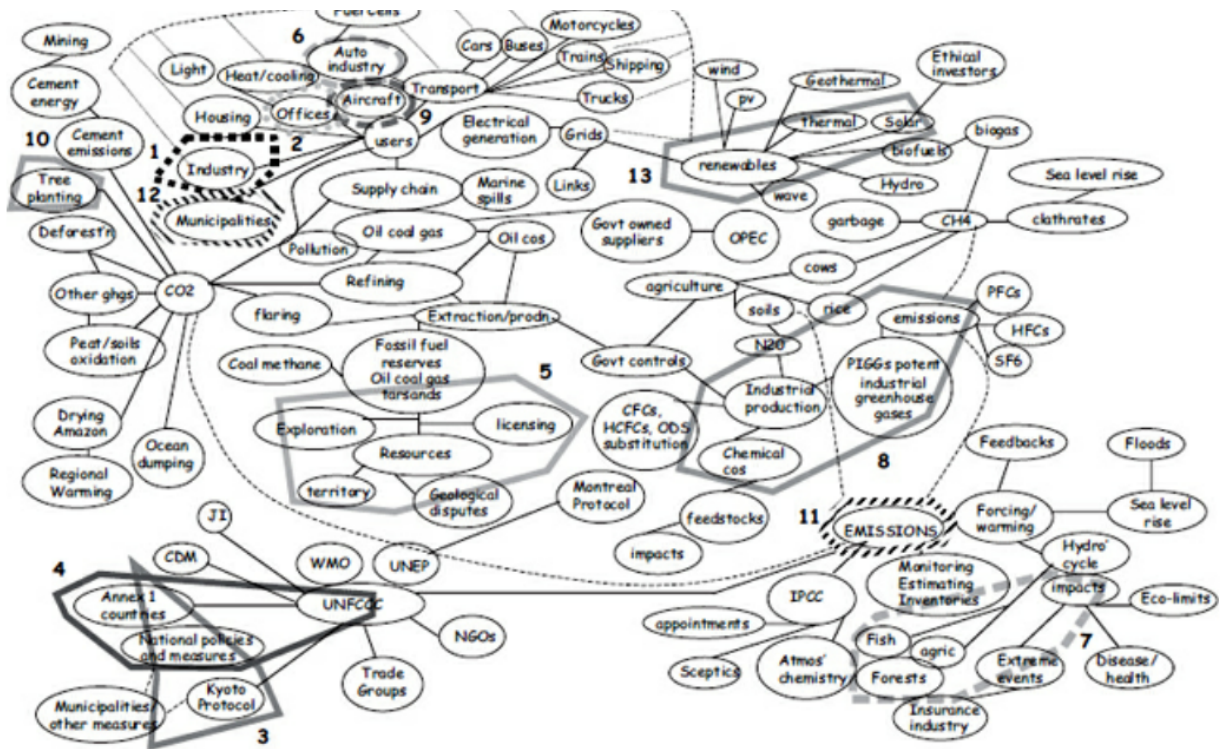 Fuel cells
Motorcycles
Mining
6
Auto
industry
Cars
Buses
Trains
Shipping
Ethical
investors
Light
Heat/cooling
Transport
wind
Geothermal
Cement
energy
Offices
Aircraft
Trucks
pv
Housing
9
Electrical
generation
Grids
thermal
Solar
biogas
10
Cement
emissions
1
2
users
renewables
biofuels
Industry
13
Tree
planting
12
Supply chain
Marine
spills
Links
wave
Hydro
Sea level rise
Municipalities
Oil coal gas
Govt owned
suppliers
OPEC
garbage
CH4
clathrates
Deforest'n
Pollution
Oil cos
cows
Other ghgs
CO2
Refining
agriculture
rice
PFCs
flaring
Extraction/prodn
soils
emissions
HFCs
Peat/soils
oxidation
N20
SF6
Coal methane
Fossil fuel
reserves
Oil coal gas
tarsands
Govt controls
PIGGs potent
industrial
greenhouse
gases
5
Industrial
production
Drying
Amazon
Exploration
licensing
CFCs,
HCFCs, ODS
substitution
Ocean
dumping
Resources
Chemical
cos
8
Feedbacks
Floods
Regional
Warming
territory
Geological
disputes
Montreal
Protocol
feedstocks
11
EMISSIONS
Forcing/
warming
Sea level
rise
JI
impacts
CDM
WMO
UNEP
Hydro'
cycle
4
Monitoring
Estimating
Inventories
impacts
Eco-limits
Annex 1
countries
UNFCCC
IPCC
appointments
National policies
and measures
NGOs
Fish
agric
7
Sceptics
Atmos'
chemistry
Forests
Extreme
events
Disease/
health
Trade
Groups
Kyoto
Protocol
Municipalities/
other measures
3
Insurance
industry